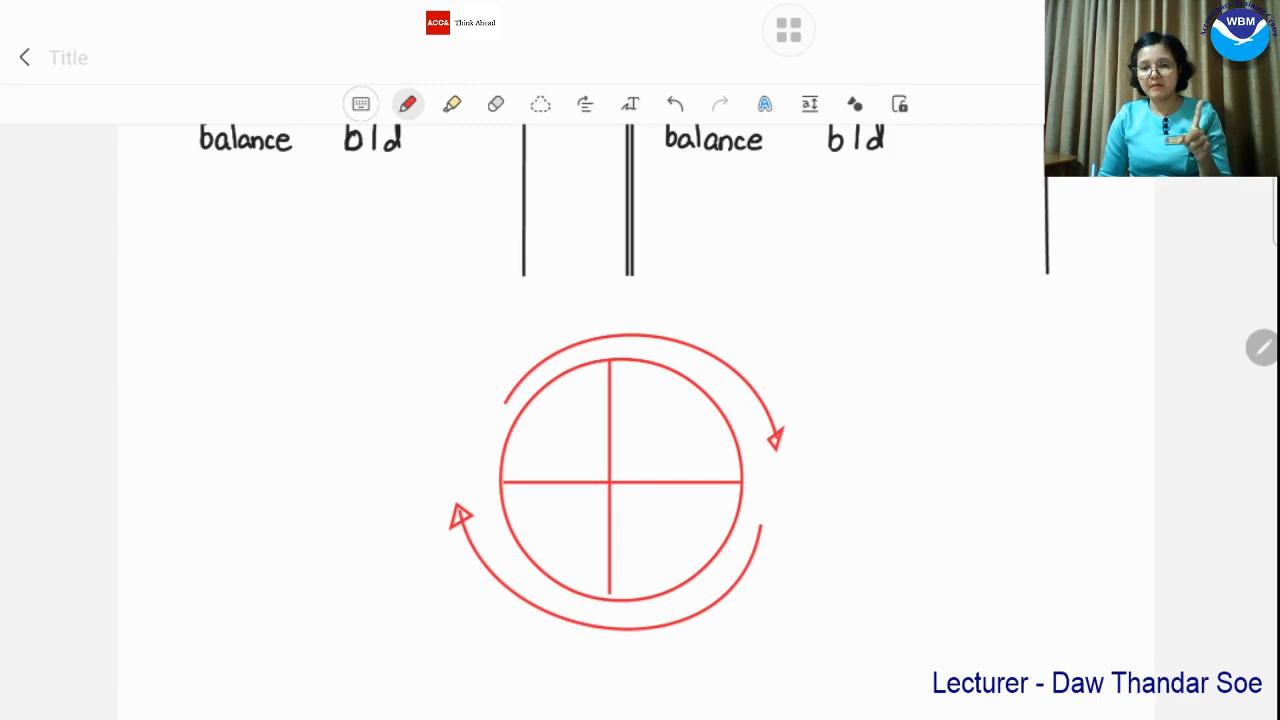 ACCA Think Ahead
WBM
Title
balance b/d balance b/d
Lecturer - Daw Thandar Soe